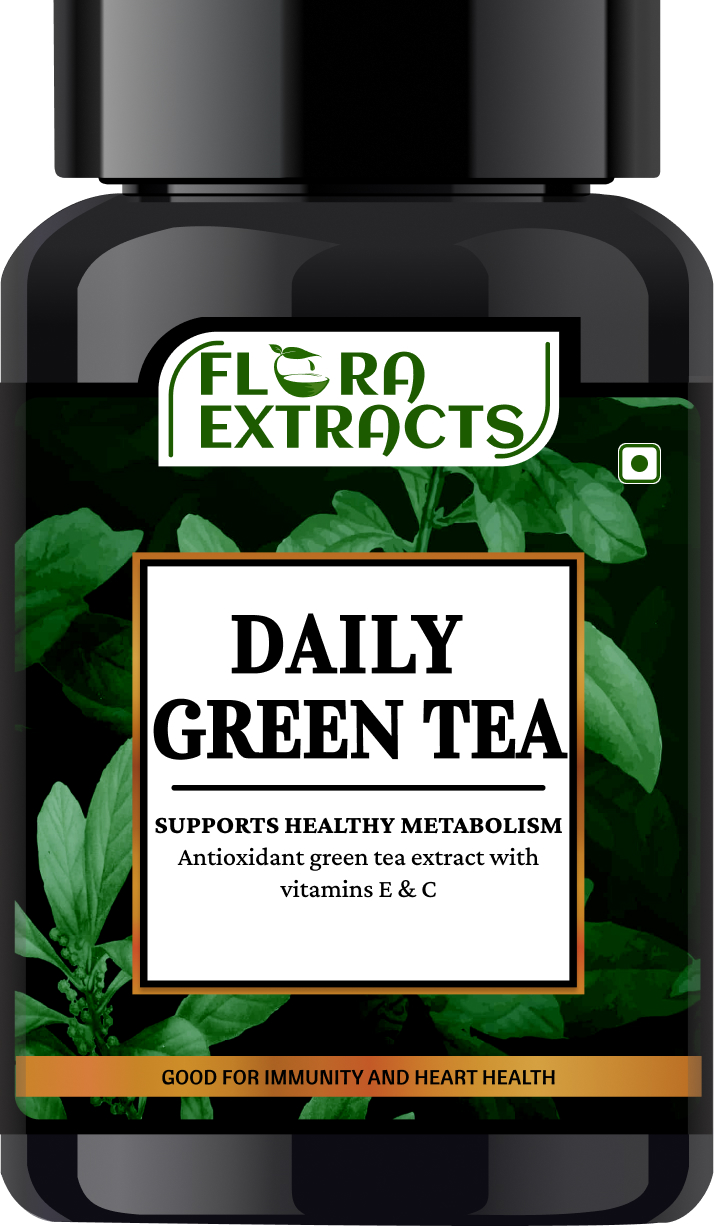 FLORA
EXTRACTS
DAILY
GREEN TEA
SUPPORTS HEALTHY METABOLISM
Antioxidant green tea extract with
vitamins E & C
GOOD FOR IMMUNITY AND HEART HEALTH